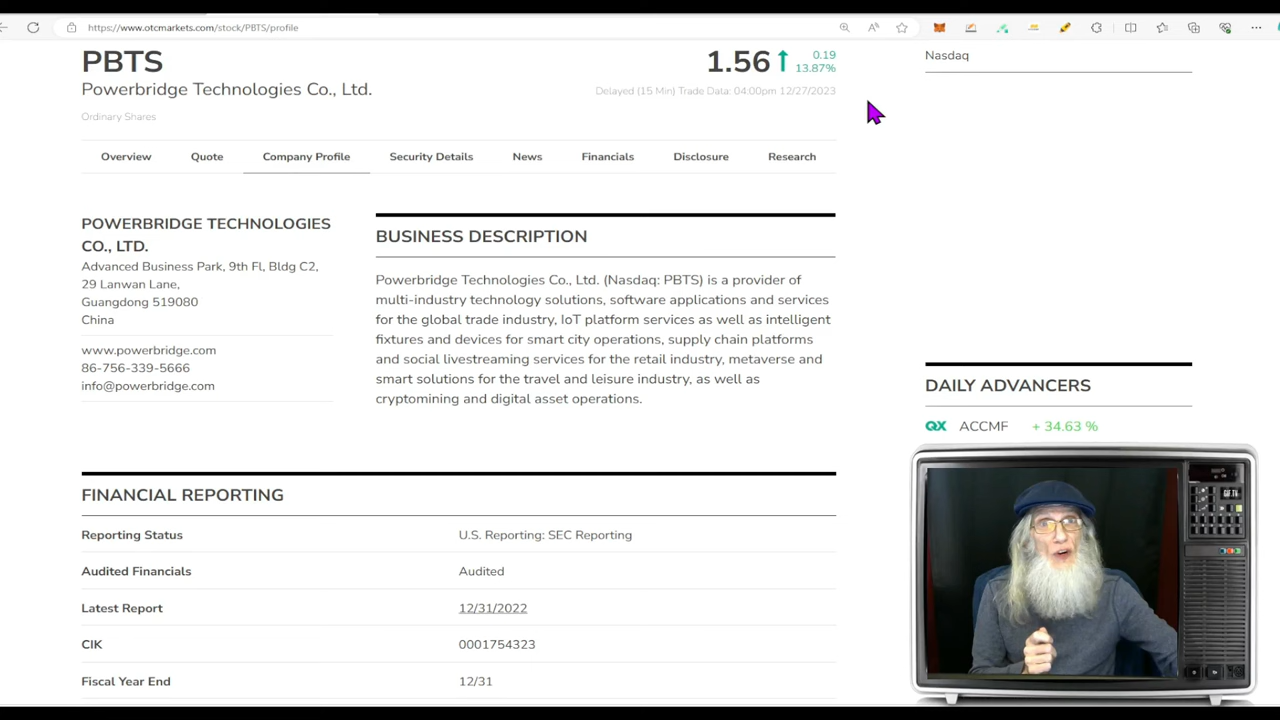 https://www.otcmarkets.com/stock/PBTS/profile
PBTS
1.56
0.19
13.87%
Powerbridge Technologies Co., Ltd.
Delayed (15 Min) Trade Data: 04:00pm 12/27/2023
Ordinary Shares
Nasdaq
Overview
Quote
Company Profile
Security Details
News
Financials
Disclosure
Research
POWERBRIDGE TECHNOLOGIES
CO., LTD.
Advanced Business Park, 9th Fl, Bldg C2,
29 Lanwan Lane,
Guangdong 519080
China
www.powerbridge.com
86-756-339-5666
info@powerbridge.com
BUSINESS DESCRIPTION
Powerbridge Technologies Co., Ltd. (Nasdaq: PBTS) is a provider of
multi-industry technology solutions, software applications and services
for the global trade industry, IoT platform services as well as intelligent
fixtures and devices for smart city operations, supply chain platforms
and social livestreaming services for the retail industry, metaverse and
smart solutions for the travel and leisure industry, as well as
cryptomining and digital asset operations.
DAILY ADVANCERS
QX ACCMF + 34.63 %
FINANCIAL REPORTING
Reporting Status U.S. Reporting: SEC Reporting
Audited Financials Audited
Latest Report 12/31/2022
CIK 0001754323
Fiscal Year End 12/31
GIF.TV